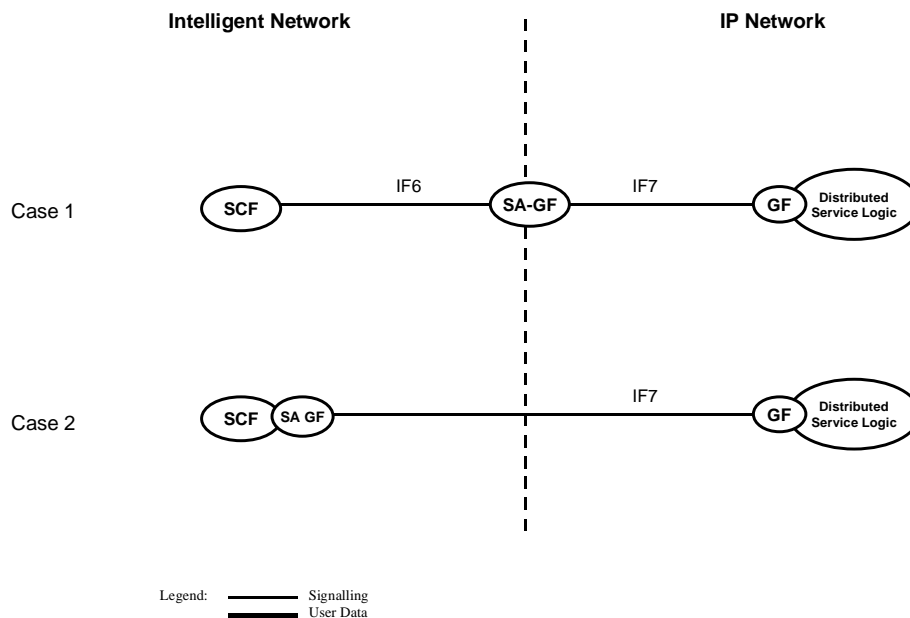 Intelligent Network
IP Network
IF6
IF7
Case 1
SCF
SA-GF
GF
Distributed
Service Logic
IF7
Case 2
SCF
SA GF
GF
Distributed
Service Logic
Legend:
Signalling
User Data